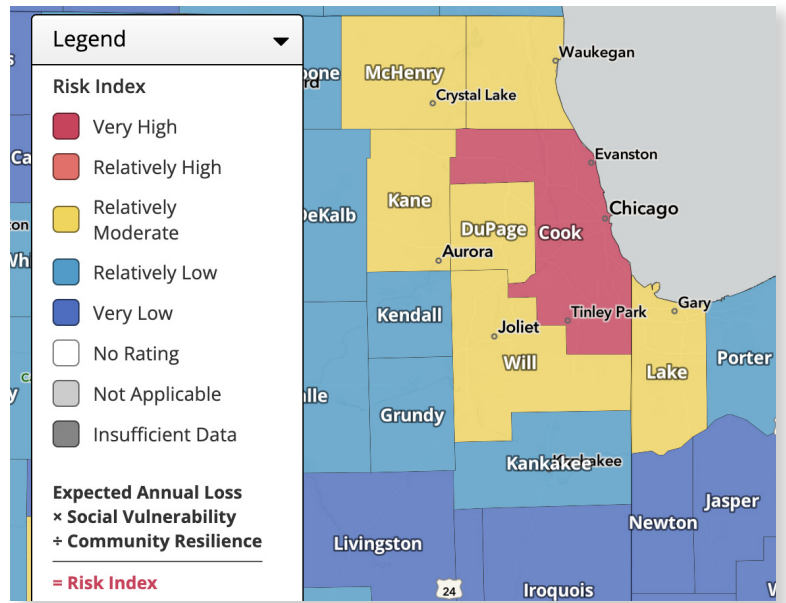 Legend
Risk Index
Very High
Relatively High
Relatively
Moderate
Relatively Low
Very Low
No Rating
Not Applicable
Insufficient Data
Expected Annual Loss
× Social Vulnerability
÷ Community Resilience
= Risk Index
Waukegan
McHenry
Crystal Lake
Evanston
Kane
Chicago
DeKalb
DuPage
Cook
Aurora
Gary
Kendall
Tinley Park
Joliet
Porter
Will
Lake
Grundy
Kankakee
Kankakee
Jasper
Newton
Livingston
24
Iroquois